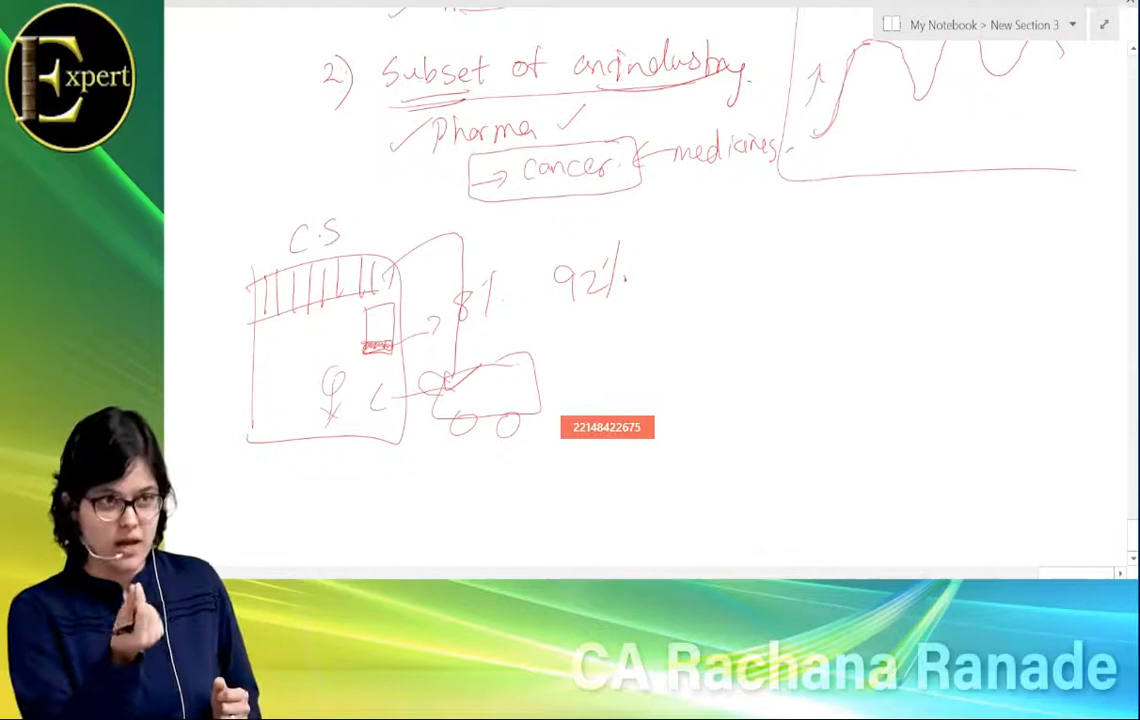 Expert
My Notebook > New Section 3
2) Subset of an industry.
Pharma
→ Cancer. ← medicines
C.S
8%
92%
22148422675
CA Rachana Ranade